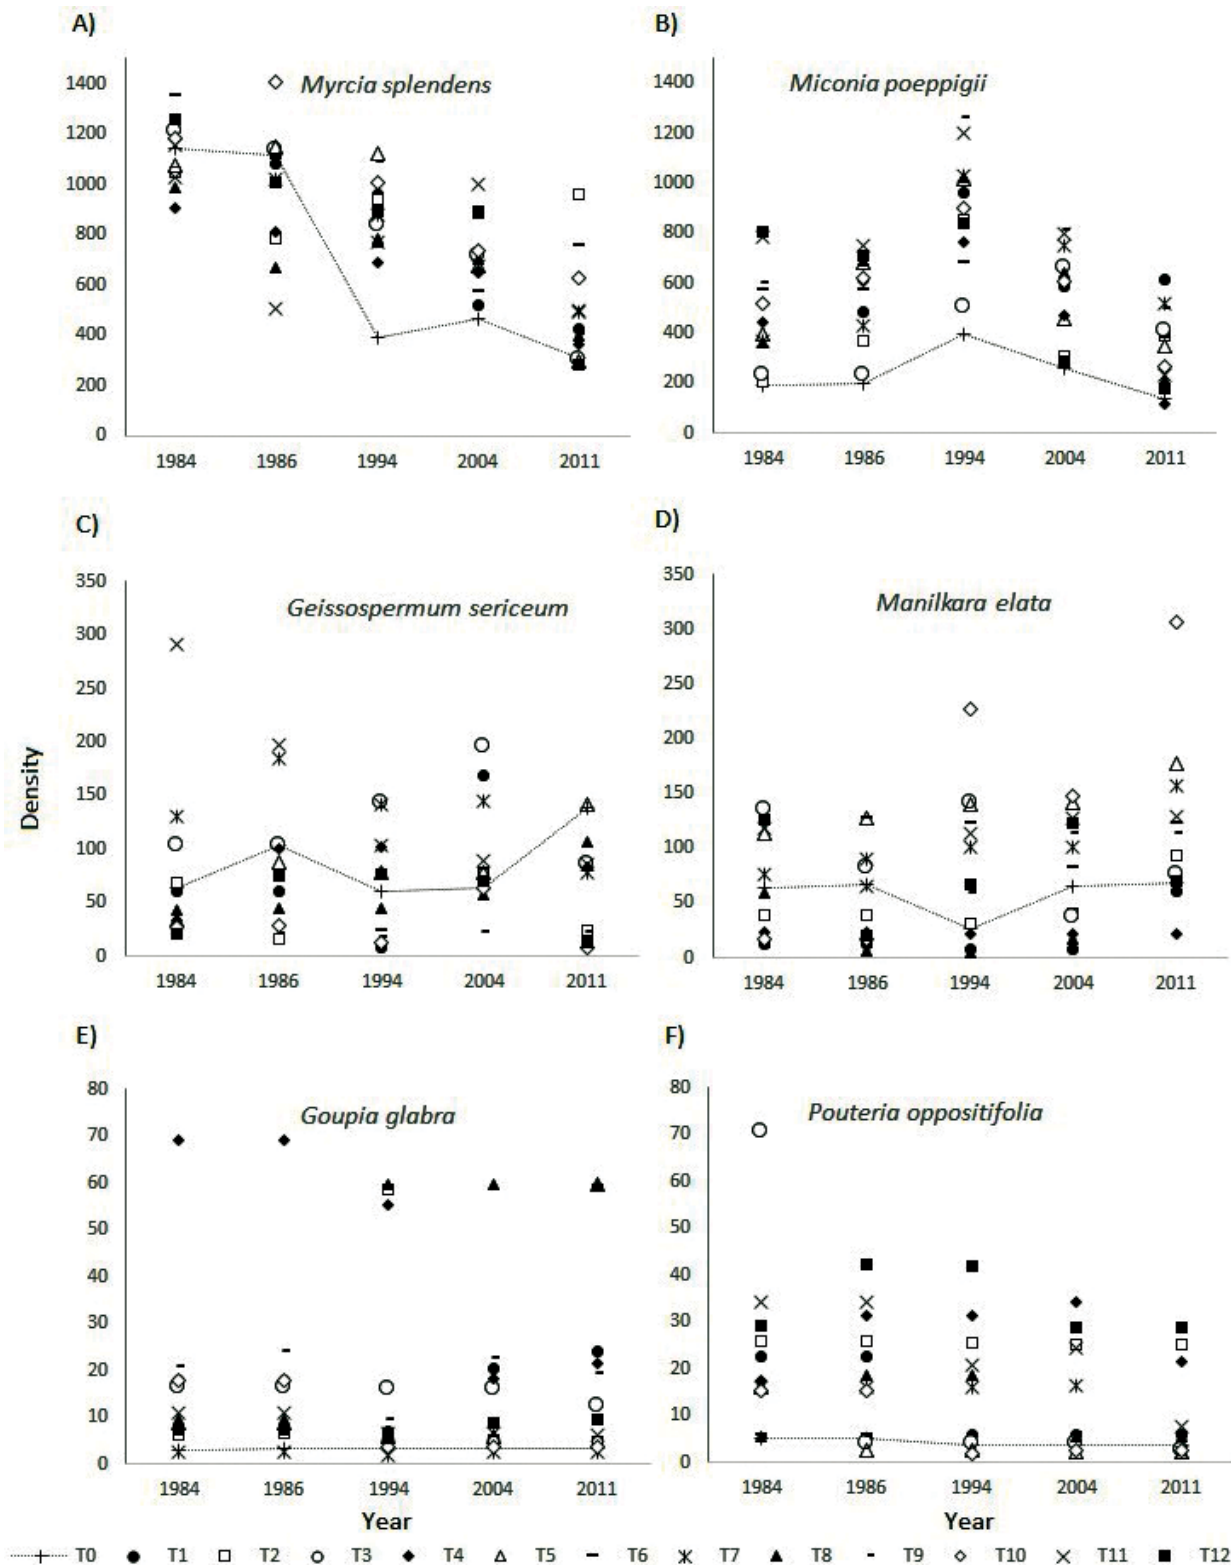 A)
B)
Myrcia splendens
Miconia poeppigii
1400
1200
1000
800
600
400
200
0
1984 1986 1994 2004 2011
1400
1200
1000
800
600
400
200
0
1984 1986 1994 2004 2011
C)
D)
Geissospermum sericeum
Manilkara elata
350
300
250
200
150
100
50
0
1984 1986 1994 2004 2011
350
300
250
200
150
100
50
0
1984 1986 1994 2004 2011
Density
E)
F)
Goupia glabra
Pouteria oppositifolia
80
70
60
50
40
30
20
10
0
1984 1986 1994 2004 2011
80
70
60
50
40
30
20
10
0
1984 1986 1994 2004 2011
Year Year
T0 T1 T2 T3 T4 T5 T6 T7 T8 T9 T10 T11 T12